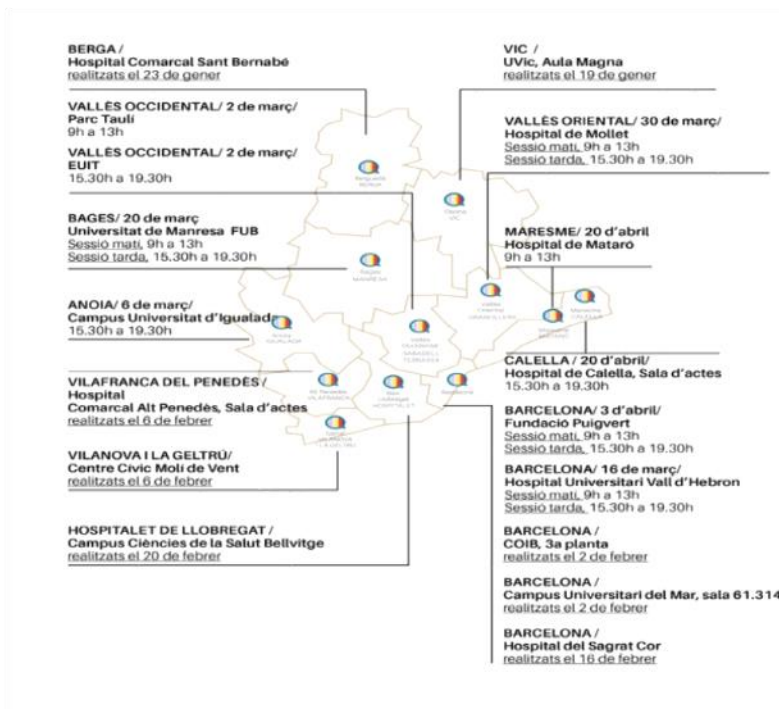 BERGA /
Hospital Comarcal Sant Bernabé
realitzats el 23 de gener
VALLÈS OCCIDENTAL/ 2 de març/
Parc Taulí
9h a 13h
VALLÈS OCCIDENTAL/ 2 de març/
EUIT
15.30h a 19.30h
BAGES/ 20 de març
Universitat de Manresa FUB
Sessió matí, 9h a 13h
Sessió tarda, 15.30h a 19.30h
ANOIA/ 6 de març/
Campus Universitat d'Igualada
15.30h a 19.30h
VILAFRANCA DEL PENEDÈS /
Hospital
Comarcal Alt Penedès, Sala d'actes
realitzats el 6 de febrer
VILANOVA I LA GELTRÚ/
Centre Cívic Molí de Vent
realitzats el 6 de febrer
HOSPITALET DE LLOBREGAT /
Campus Ciències de la Salut Bellvitge
realitzats el 20 de febrer
VIC /
UVic, Aula Magna
realitzats el 19 de gener
VALLÈS ORIENTAL/ 30 de març/
Hospital de Mollet
Sessió matí, 9h a 13h
Sessió tarda, 15.30h a 19.30h
MARESME/ 20 d'abril
Hospital de Mataró
9h a 13h
CALELLA / 20 d'abril/
Hospital de Calella, Sala d'actes
15.30h a 19.30h
BARCELONA/ 3 d'abril/
Fundació Puigvert
Sessió matí, 9h a 13h
Sessió tarda, 15.30h a 19.30h
BARCELONA/ 16 de març/
Hospital Universitari Vall d'Hebron
Sessió matí, 9h a 13h
Sessió tarda, 15.30h a 19.30h
BARCELONA /
COIB, 3a planta
realitzats el 2 de febrer
BARCELONA /
Campus Universitari del Mar, sala 61.314
realitzats el 2 de febrer
BARCELONA /
Hospital del Sagrat Cor
realitzats el 16 de febrer
VIC
MANRESA
CALELLA